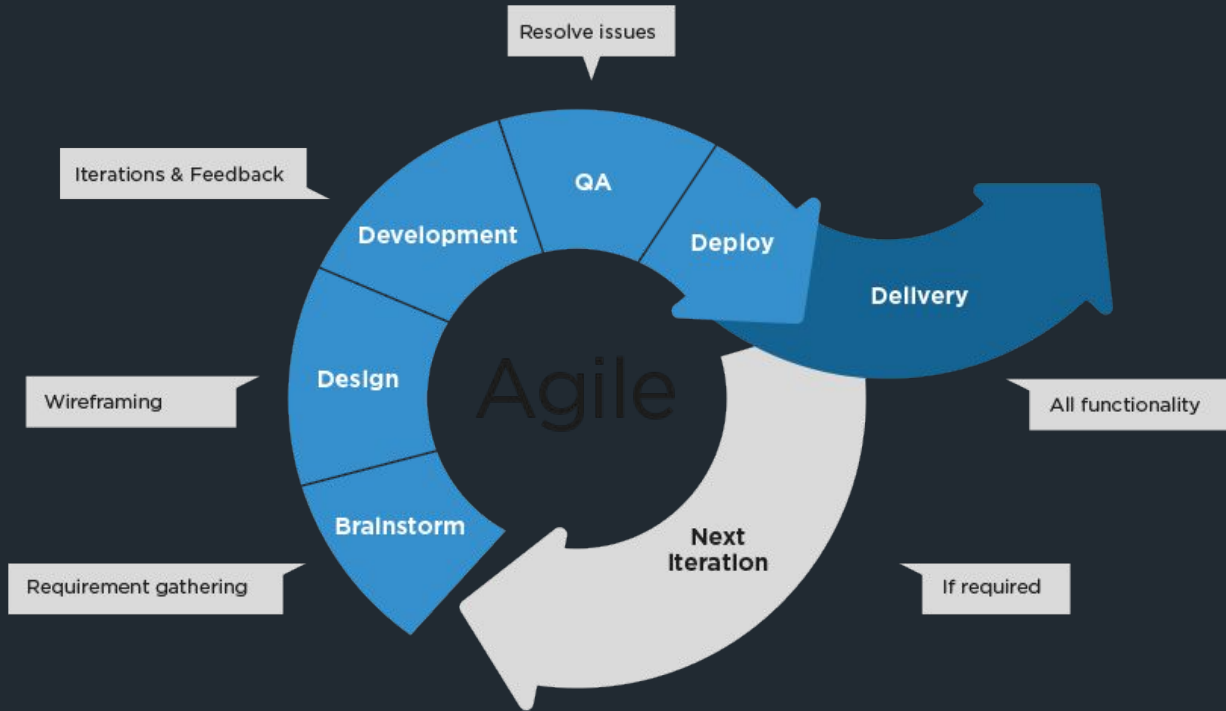 Resolve issues
Iterations & Feedback
QA
Development
Deploy
Delivery
Design
Agile
Wireframing
All functionality
Brainstorm
Next
Iteration
Requirement gathering
If required